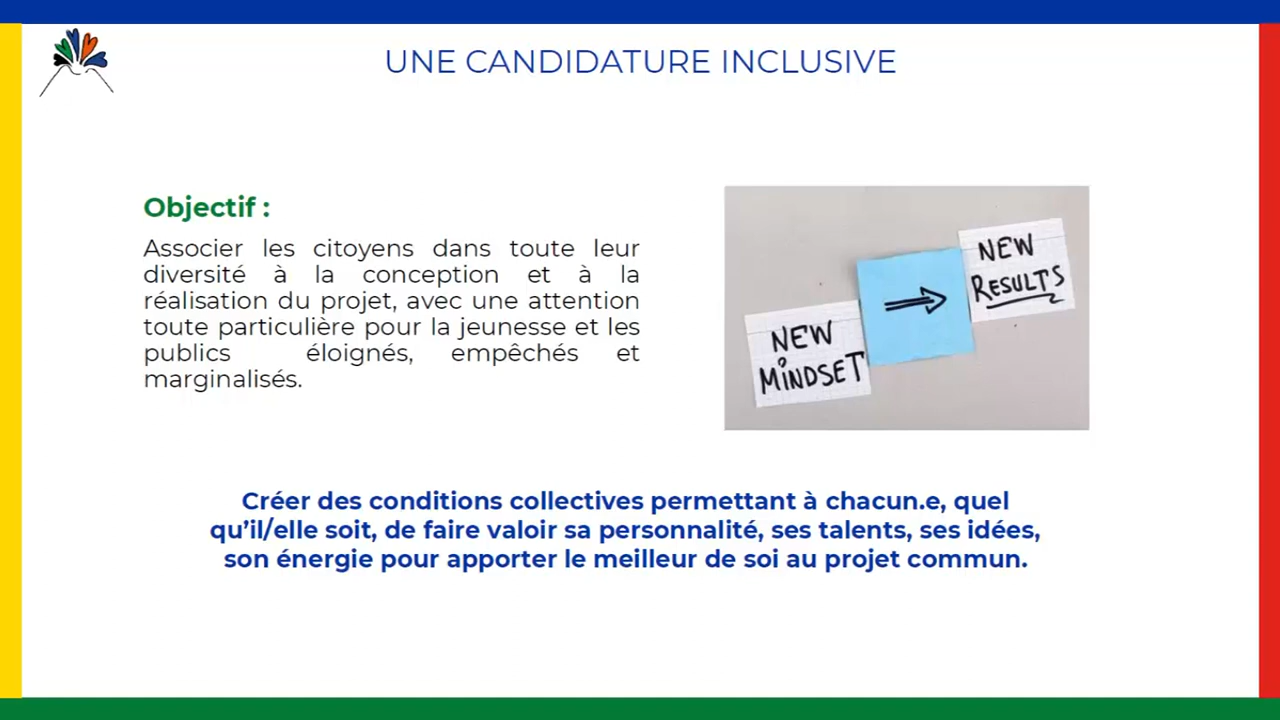 UNE CANDIDATURE INCLUSIVE
Objectif :
Associer les citoyens dans toute leur
diversité à la conception et à la
réalisation du projet, avec une attention
toute particulière pour la jeunesse et les
publics éloignés, empêchés et
marginalisés.
NEW
MINDSET
NEW
RESULTS
Créer des conditions collectives permettant à chacun.e, quel
qu’il/elle soit, de faire valoir sa personnalité, ses talents, ses idées,
son énergie pour apporter le meilleur de soi au projet commun.